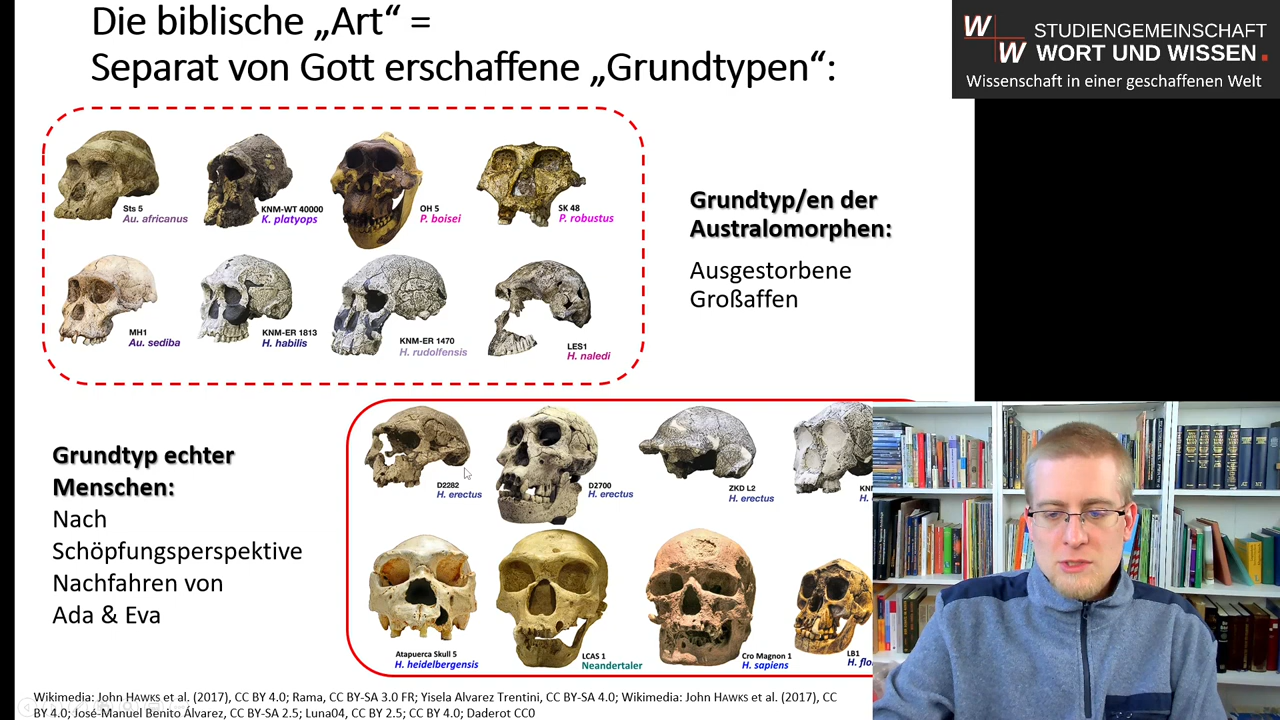 Die biblische „Art“ =
Separat von Gott erschaffene „Grundtypen“:
W
W
STUDIENGEMEINSCHAFT
WORT UND WISSEN.
Wissenschaft in einer geschaffenen Welt
Sts 5
Au. africanus
KNM-WT 40000
K. platyops
OH 5
P. boisei
SK 48
P. robustus
MH1
Au. sediba
KNM-ER 1813
H. habilis
KNM-ER 1470
H. rudolfensis
LES1
H. naledi
Grundtyp/en der
Australomorphen:
Ausgestorbene
Großaffen
Grundtyp echter
Menschen:
Nach
Schöpfungsperspektive
Nachfahren von
Ada & Eva
D2282
H. erectus
D2700
H. erectus
ZKD L2
H. erectus
Atapuerca Skull 5
H. heidelbergensis
LCAS 1
Neandertaler
Cro Magnon 1
H. sapiens
LB1
H. flo
Wikimedia: John HAWKS et al. (2017), CC BY 4.0; Rama, CC BY-SA 3.0 FR; Yisela Alvarez Trentini, CC BY-SA 4.0; Wikimedia: John HAWKS et al. (2017), CC
BY 4.0; José-Manuel Benito Álvarez, CC BY-SA 2.5; Luna04, CC BY 2.5; CC BY 4.0; Daderot CC0